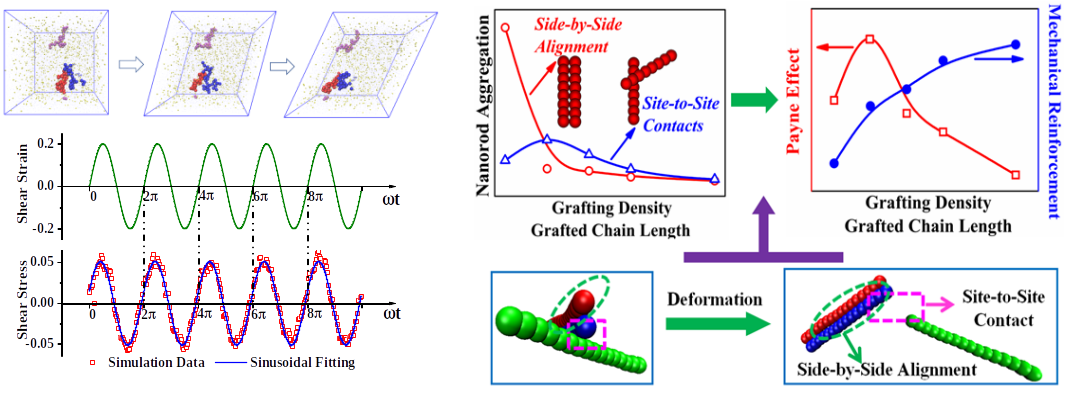 0.2
0.0
-0.2
Shear Strain
0
2π
4π
6π
8π
ωt
0.05
0.00
-0.05
Shear Stress
0
2π
4π
6π
8π
ωt
Simulation Data
Sinusoidal Fitting
Nanorod Aggregation
Side-by-Side
Alignment
Site-to-Site
Contacts
Grafting Density
Grafted Chain Length
Payne Effect
Mechanical Reinforcement
Grafting Density
Grafted Chain Length
Deformation
Site-to-Site
Contact
Side-by-Side Alignment